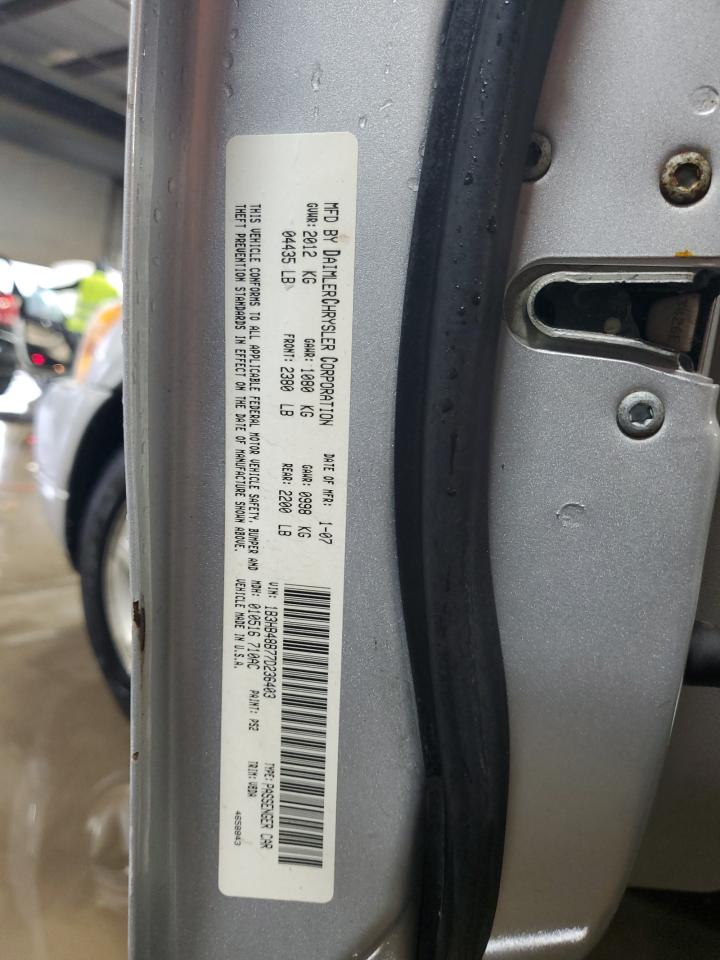 MFD BY DAIMLERCHRYSLER CORPORATION DATE OF MFR: 1-07 VIN: 1B3HB48B77D236403
GVWR: 2012 KG GAWR: 1080 KG GAWR: 0998 KG
04435 LB FRONT: 2380 LB REAR: 2200 LB TYPE: PASSENGER CAR
THIS VEHICLE CONFORMS TO ALL APPLICABLE FEDERAL MOTOR VEHICLE SAFETY, BUMPER AND MDH: 010516 710AC PAINT: PS2 TRIM: VEDA
THEFT PREVENTION STANDARDS IN EFFECT ON THE DATE OF MANUFACTURE SHOWN ABOVE. VEHICLE MADE IN U.S.A. 4658843